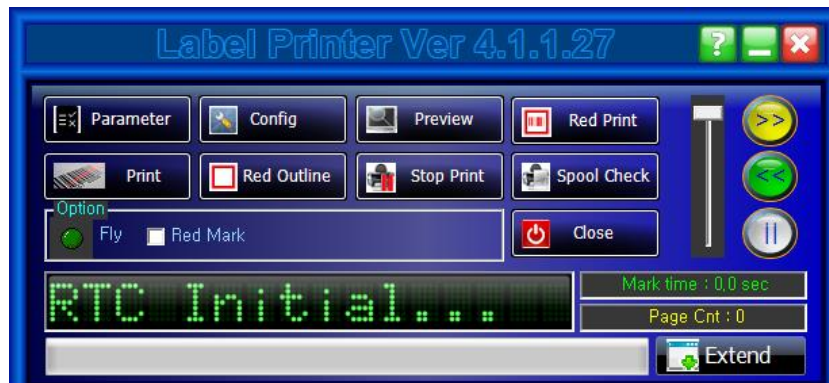 Label Printer Ver 4.1.1.27
?
Parameter Config Preview Red Print >>
Print Red Outline Stop Print Spool Check <<
Option
Fly Red Mark Close ||
RTC Initial...
Mark time : 0,0 sec
Page Cnt : 0
Extend